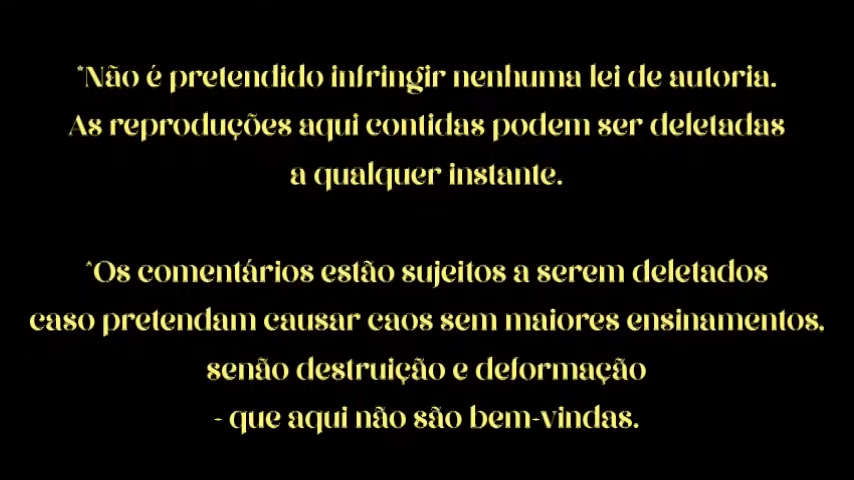 *Não é pretendido infringir nenhuma lei de autoria.
As reproduções aqui contidas podem ser deletadas
a qualquer instante.
*Os comentários estão sujeitos a serem deletados
caso pretendam causar caos sem maiores ensinamentos,
senão destruição e deformação
- que aqui não são bem-vindas.